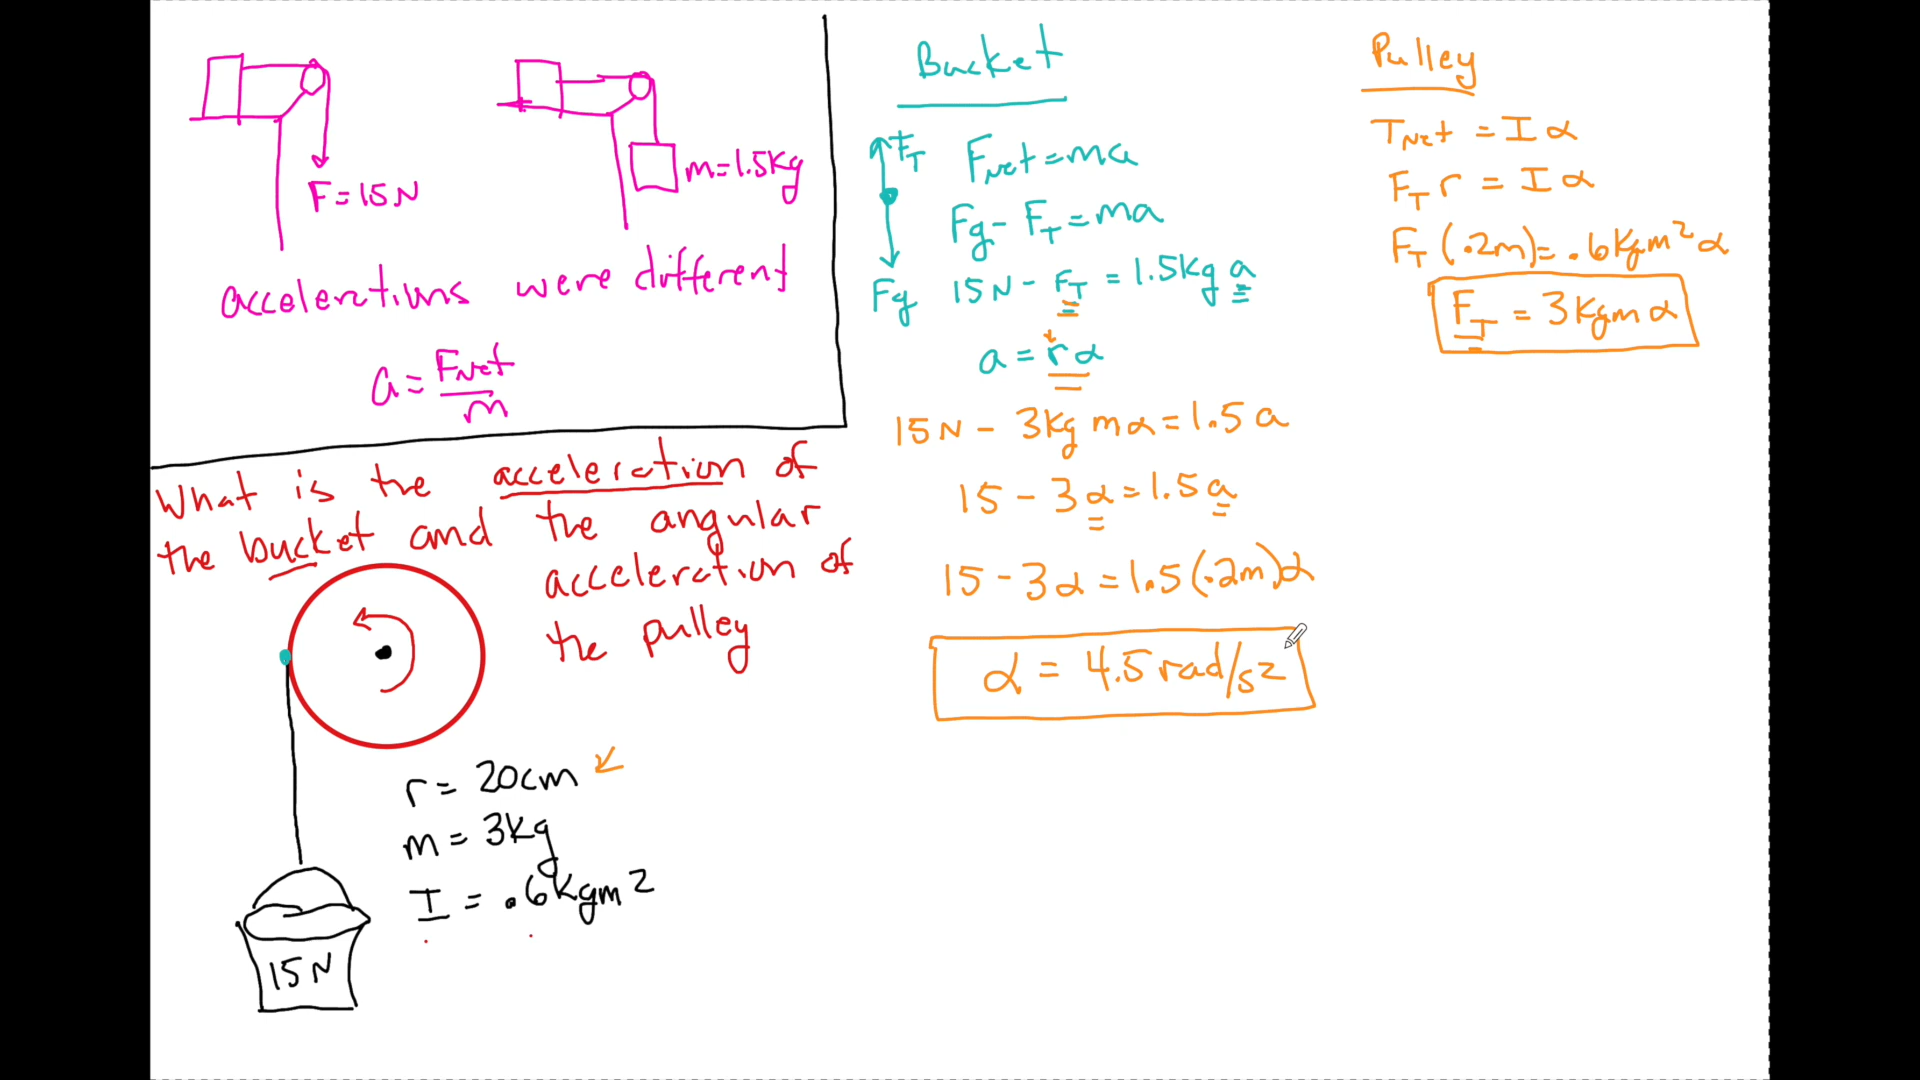 F = 15N
m = 1.5Kg
accelerations were different
a = FNet/m
What is the acceleration of
the bucket and the angular
acceleration of
the pulley
r = 20cm
m = 3Kg
I = .6Kgm²
15N
Bucket
FT
Fg
FNet = ma
Fg - FT = ma
15N - FT = 1.5Kg a
a = rα
15N - 3Kg mα = 1.5 a
15 - 3α = 1.5a
15 - 3α = 1.5(.2m)α
α = 4.5 rad/s²
Pulley
TNet = Iα
FT r = Iα
FT (.2m) = .6Kgm²α
FT = 3Kgmα